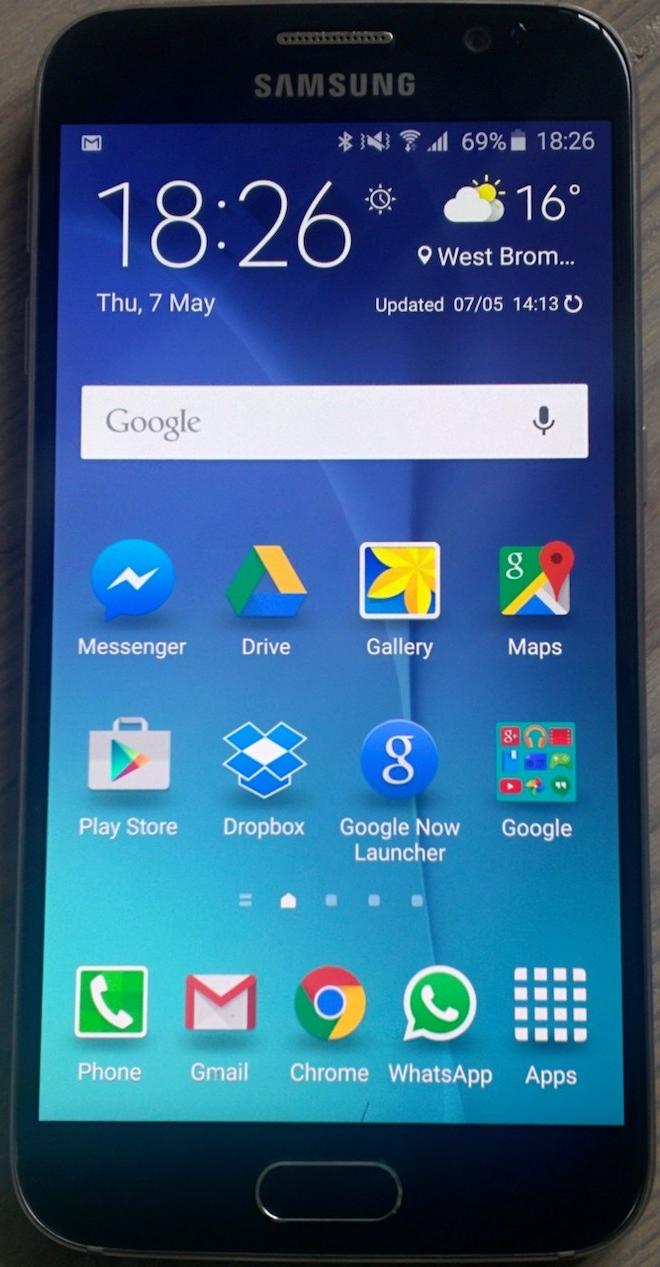 SAMSUNG
69% 18:26
18:26
16°
West Brom...
Thu, 7 May
Updated 07/05 14:13
Google
Messenger
Drive
Gallery
Maps
g
g+
Play Store
Dropbox
g
Google Now
Launcher
Google
Phone
Gmail
Chrome
WhatsApp
Apps